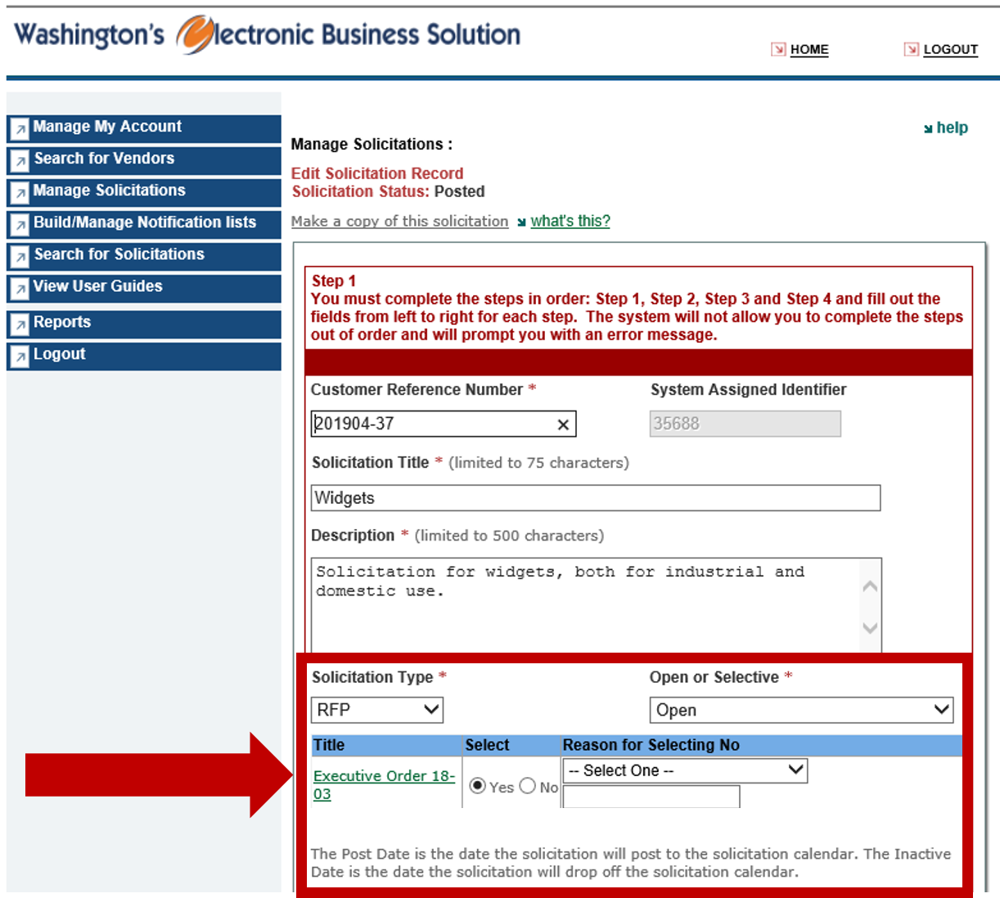 Washington's Electronic Business Solution
HOME
LOGOUT
Manage My Account
Search for Vendors
Manage Solicitations
Build/Manage Notification lists
Search for Solicitations
View User Guides
Reports
Logout
help
Manage Solicitations :
Edit Solicitation Record
Solicitation Status: Posted
Make a copy of this solicitation what's this?
Step 1
You must complete the steps in order: Step 1, Step 2, Step 3 and Step 4 and fill out the
fields from left to right for each step. The system will not allow you to complete the steps
out of order and will prompt you with an error message.
Customer Reference Number * System Assigned Identifier
201904-37 35688
Solicitation Title * (limited to 75 characters)
Widgets
Description * (limited to 500 characters)
Solicitation for widgets, both for industrial and
domestic use.
Solicitation Type * Open or Selective *
RFP Open
Title Select Reason for Selecting No
Executive Order 18-
03
Yes No
-- Select One --
The Post Date is the date the solicitation will post to the solicitation calendar. The Inactive
Date is the date the solicitation will drop off the solicitation calendar.